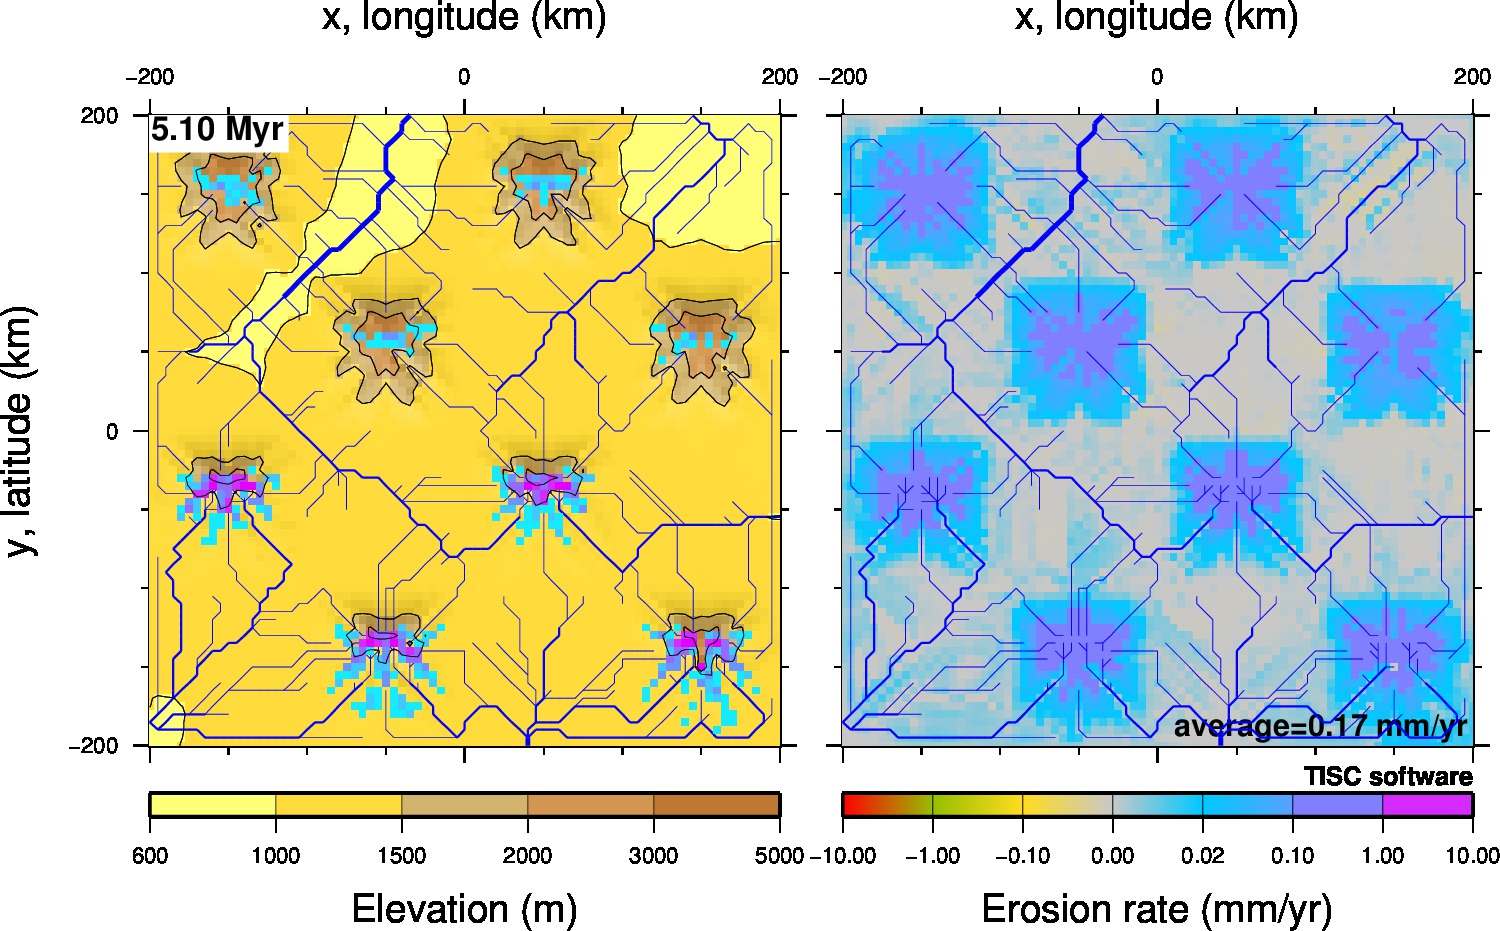 x, longitude (km) x, longitude (km)
−200 0 200 −200 0 200
200
5.10 Myr
y, latitude (km)
0
−200
average=0.17 mm/yr
TISC software
600 1000 1500 2000 3000 5000 −10.00 −1.00 −0.10 0.00 0.02 0.10 1.00 10.00
Elevation (m) Erosion rate (mm/yr)